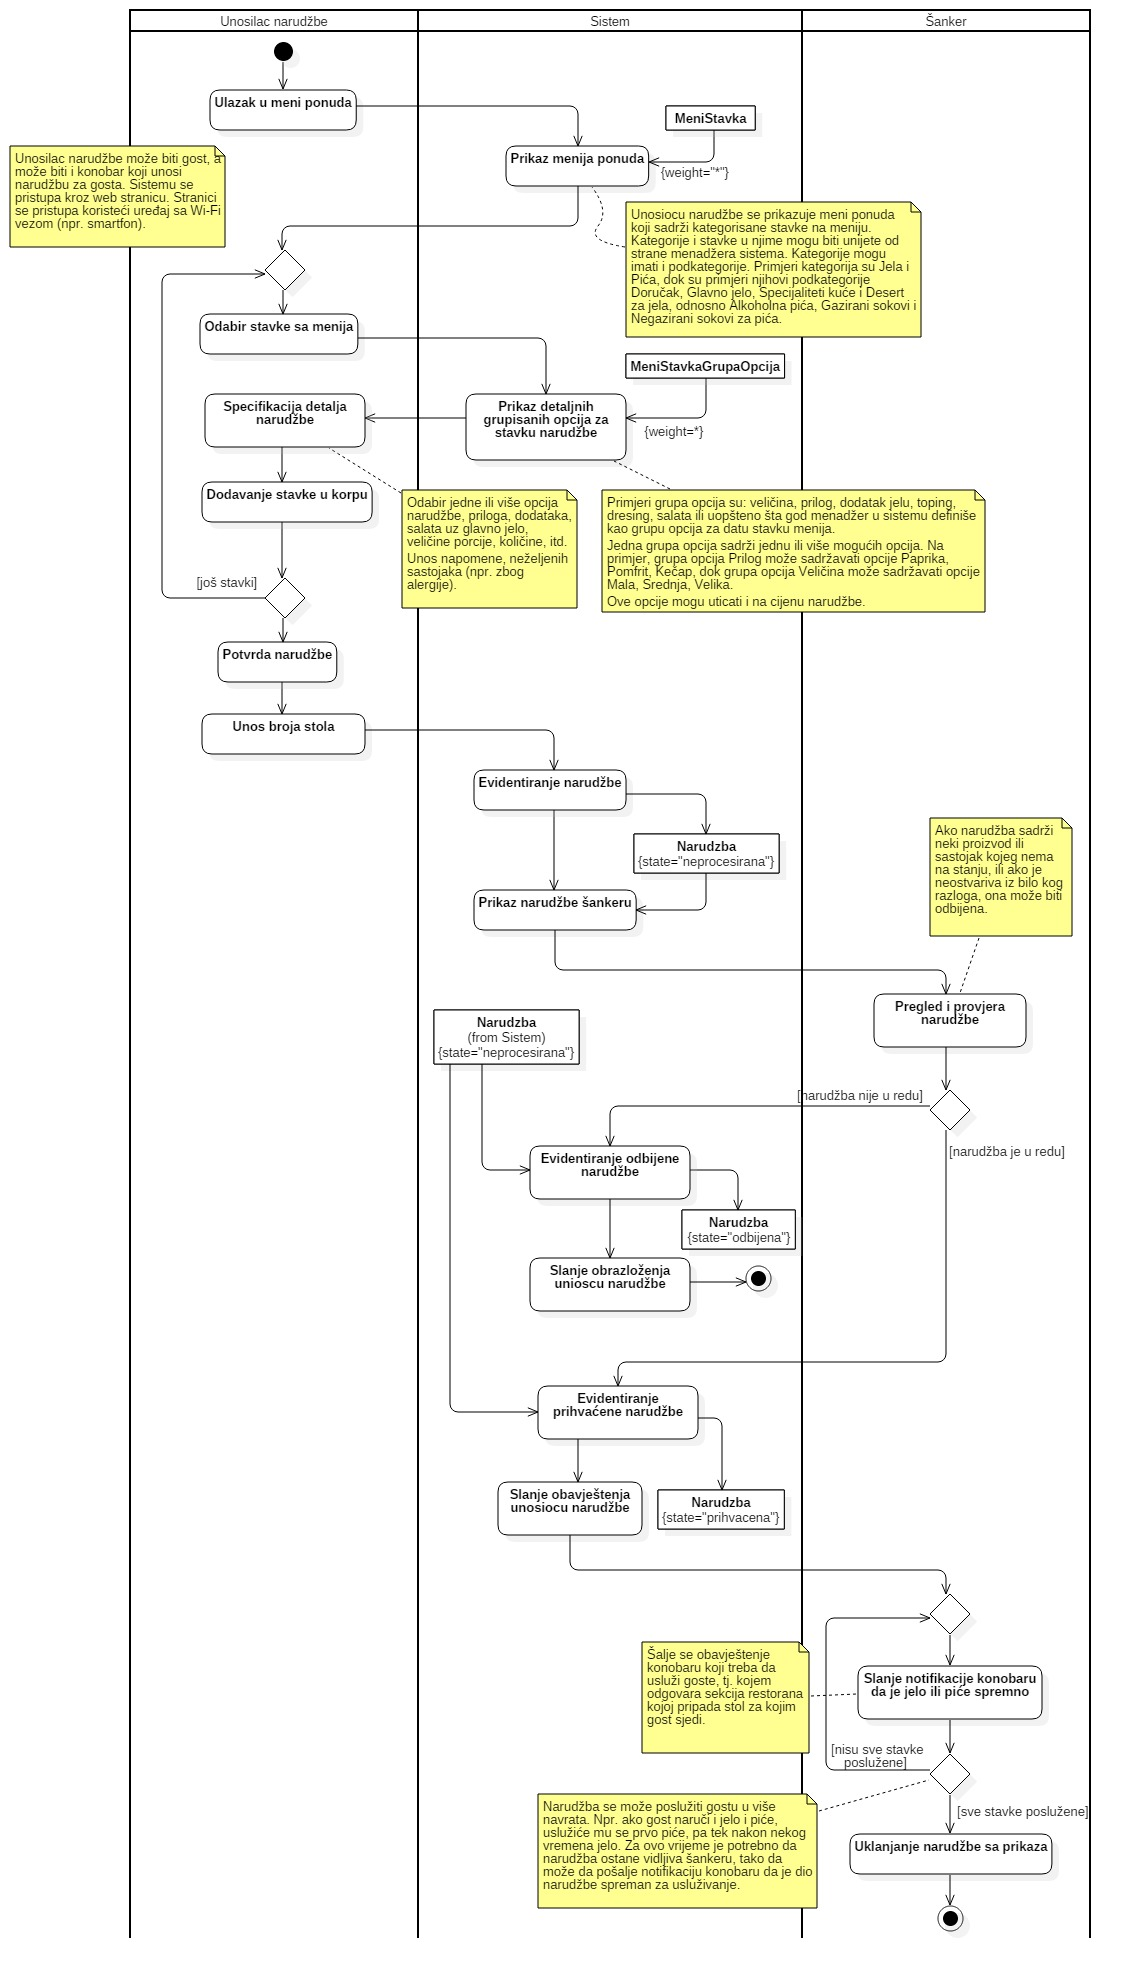 Unosilac narudžbe
Sistem
Šanker
Ulazak u meni ponuda
MeniStavka
Prikaz menija ponuda
{weight="*"}
Unosilac narudžbe može biti gost, a
može biti i konobar koji unosi
narudžbu za gosta. Sistemu se
pristupa kroz web stranicu. Stranici
se pristupa koristeći uređaj sa Wi-Fi
vezom (npr. smartfon).
Unosiocu narudžbe se prikazuje meni ponuda
koji sadrži kategorisane stavke na meniju.
Kategorije i stavke u njime mogu biti unijete od
strane menadžera sistema. Kategorije mogu
imati i podkategorije. Primjeri kategorija su Jela i
Pića, dok su primjeri njihovi podkategorije
Doručak, Glavno jelo, Specijaliteti kuće i Desert
za jela, odnosno Alkoholna pića, Gazirani sokovi i
Negazirani sokovi za pića.
Odabir stavke sa menija
MeniStavkaGrupaOpcija
Specifikacija detalja
narudžbe
Prikaz detaljnih
grupisanih opcija za
stavku narudžbe
{weight=*}
Dodavanje stavke u korpu
Odabir jedne ili više opcija
narudžbe, priloga, dodataka,
salata uz glavno jelo,
veličine porcije, količine, itd.
Unos napomene, neželjenih
sastojaka (npr. zbog
alergije).
Primjeri grupa opcija su: veličina, prilog, dodatak jelu, toping,
dresing, salata ili uopšteno šta god menadžer u sistemu definiše
kao grupu opcija za datu stavku menija.
Jedna grupa opcija sadrži jednu ili više mogućih opcija. Na
primjer, grupa opcija Prilog može sadržavati opcije Paprika,
Pomfrit, Kečap, dok grupa opcija Veličina može sadržavati opcije
Mala, Srednja, Velika.
Ove opcije mogu uticati i na cijenu narudžbe.
[još stavki]
Potvrda narudžbe
Unos broja stola
Evidentiranje narudžbe
Narudzba
{state="neprocesirana"}
Prikaz narudžbe šankeru
Ako narudžba sadrži
neki proizvod ili
sastojak kojeg nema
na stanju, ili ako je
neostvariva iz bilo kog
razloga, ona može biti
odbijena.
Pregled i provjera
narudžbe
Narudzba
(from Sistem)
{state="neprocesirana"}
[narudžba nije u redu]
[narudžba je u redu]
Evidentiranje odbijene
narudžbe
Narudzba
{state="odbijena"}
Slanje obrazloženja
unioscu narudžbe
Evidentiranje
prihvaćene narudžbe
Slanje obavještenja
unosiocu narudžbe
Narudzba
{state="prihvacena"}
Šalje se obavještenje
konobaru koji treba da
usluži goste, tj. kojem
odgovara sekcija restorana
kojoj pripada stol za kojim
gost sjedi.
Slanje notifikacije konobaru
da je jelo ili piće spremno
[nisu sve stavke
poslužene]
[sve stavke poslužene]
Narudžba se može poslužiti gostu u više
navrata. Npr. ako gost naruči i jelo i piće,
uslužiće mu se prvo piće, pa tek nakon nekog
vremena jelo. Za ovo vrijeme je potrebno da
narudžba ostane vidljiva šankeru, tako da
može da pošalje notifikaciju konobaru da je dio
narudžbe spreman za usluživanje.
Uklanjanje narudžbe sa prikaza